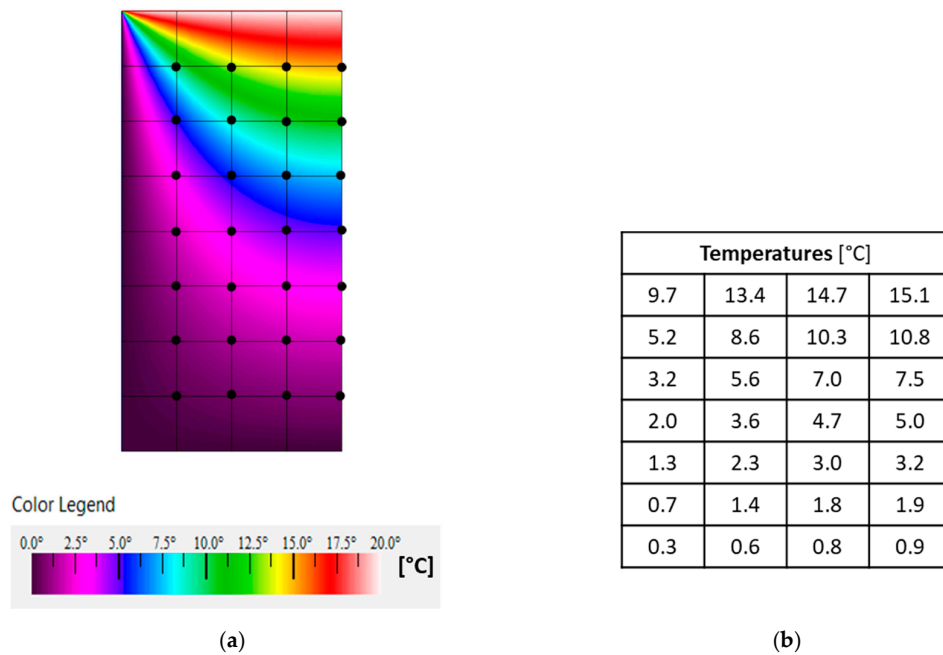 Temperatures [°C]
9.7 13.4 14.7 15.1
5.2 8.6 10.3 10.8
3.2 5.6 7.0 7.5
2.0 3.6 4.7 5.0
1.3 2.3 3.0 3.2
0.7 1.4 1.8 1.9
0.3 0.6 0.8 0.9
Color Legend
0.0° 2.5° 5.0° 7.5° 10.0° 12.5° 15.0° 17.5° 20.0°
[°C]
(a)
(b)